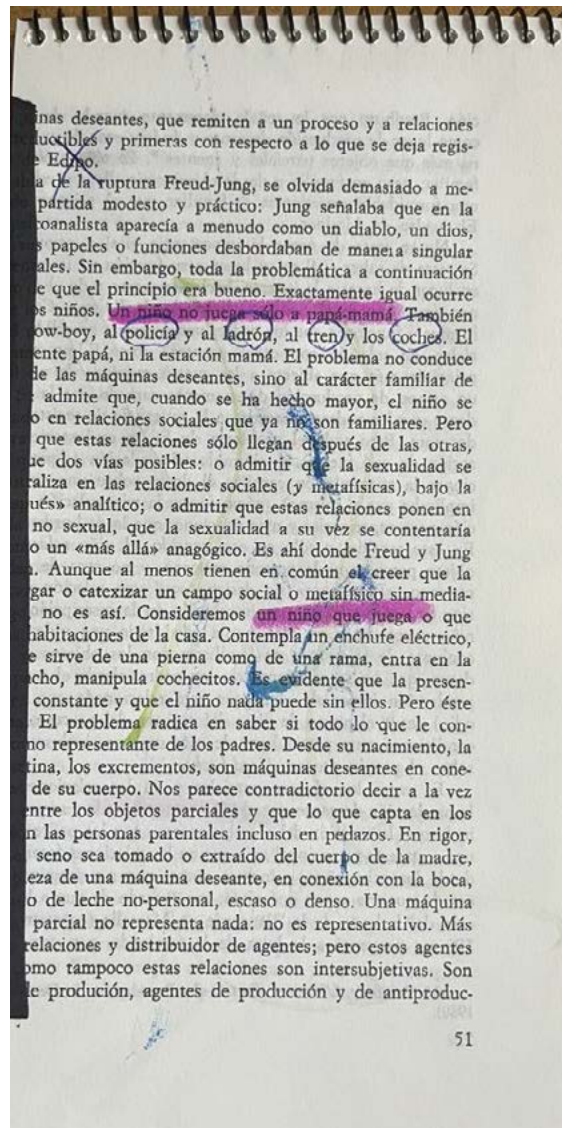 inas deseantes, que remiten a un proceso y a relaciones
uctibles y primeras con respecto a lo que se deja regis-
Edipo.
a de la ruptura Freud-Jung, se olvida demasiado a me-
partida modesto y práctico: Jung señalaba que en la
coanalista aparecía a menudo como un diablo, un dios,
s papeles o funciones desbordaban de manera singular
ales. Sin embargo, toda la problemática a continuación
e que el principio era bueno. Exactamente igual ocurre
os niños. Un niño no juega sólo a papá-mamá. También
ow-boy, al policía y al ladrón, al tren y los coches. El
ente papá, ni la estación mamá. El problema no conduce
de las máquinas deseantes, sino al carácter familiar de
admite que, cuando se ha hecho mayor, el niño se
o en relaciones sociales que ya no son familiares. Pero
que estas relaciones sólo llegan después de las otras,
ue dos vías posibles: o admitir que la sexualidad se
raliza en las relaciones sociales (y metafísicas), bajo la
ués» analítico; o admitir que estas relaciones ponen en
no sexual, que la sexualidad a su vez se contentaría
o un «más allá» anagógico. Es ahí donde Freud y Jung
n. Aunque al menos tienen en común el creer que la
gar o catexizar un campo social o metafísico sin media-
, no es así. Consideremos un niño que juega o que
habitaciones de la casa. Contempla un enchufe eléctrico,
e sirve de una pierna como de una rama, entra en la
acho, manipula cochecitos. Es evidente que la presen-
constante y que el niño nada puede sin ellos. Pero éste
. El problema radica en saber si todo lo que le con-
mo representante de los padres. Desde su nacimiento, la
etina, los excrementos, son máquinas deseantes en cone-
de su cuerpo. Nos parece contradictorio decir a la vez
entre los objetos parciales y que lo que capta en los
n las personas parentales incluso en pedazos. En rigor,
seno sea tomado o extraído del cuerpo de la madre,
eza de una máquina deseante, en conexión con la boca,
o de leche no-personal, escaso o denso. Una máquina
parcial no representa nada: no es representativo. Más
relaciones y distribuidor de agentes; pero estos agentes
omo tampoco estas relaciones son intersubjetivas. Son
de produción, agentes de producción y de antiproduc-
51